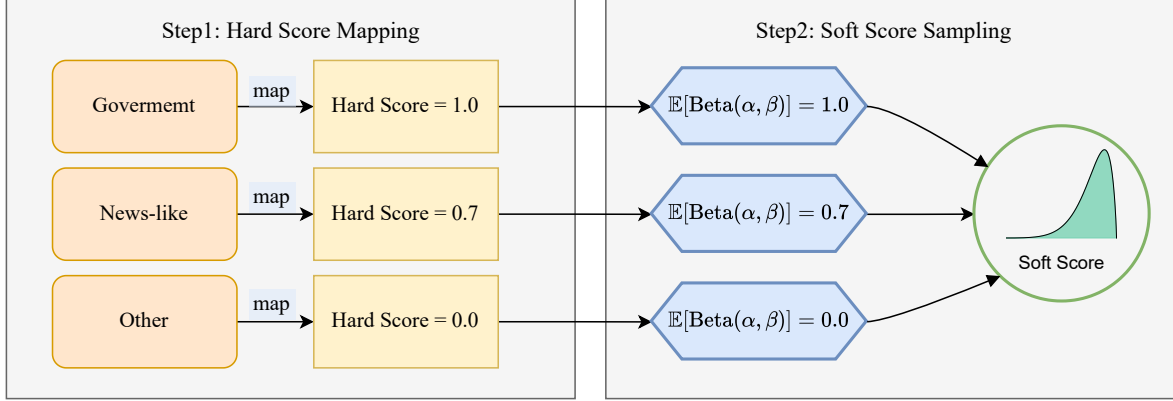 Step1: Hard Score Mapping
Govermemt
map
Hard Score = 1.0
News-like
map
Hard Score = 0.7
Other
map
Hard Score = 0.0
Step2: Soft Score Sampling
𝔼[Beta(α, β)] = 1.0
𝔼[Beta(α, β)] = 0.7
𝔼[Beta(α, β)] = 0.0
Soft Score